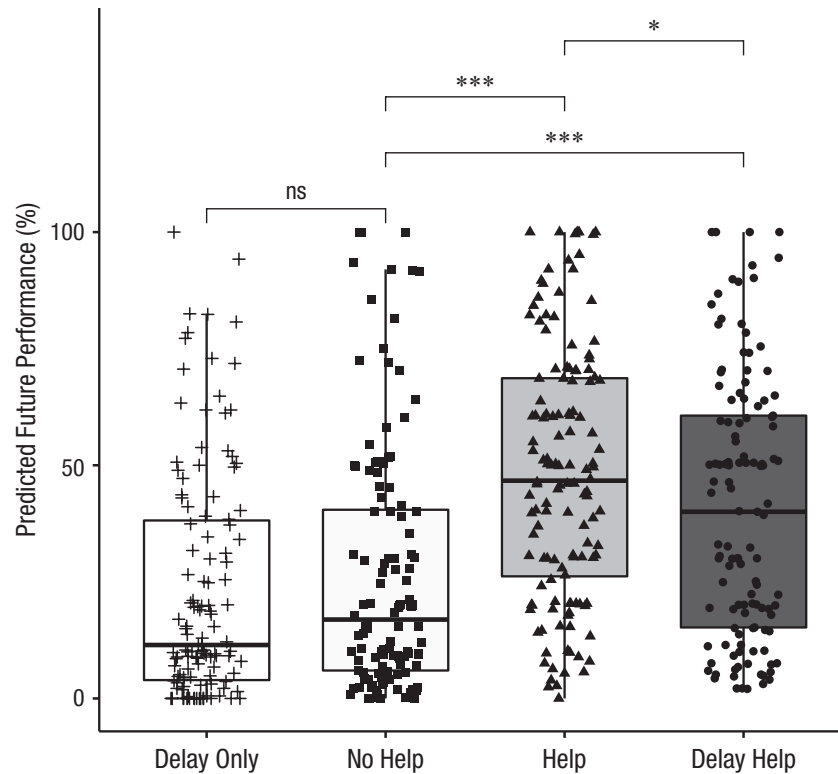 *
***
***
ns
Predicted Future Performance (%)
100
50
0
Delay Only
No Help
Help
Delay Help